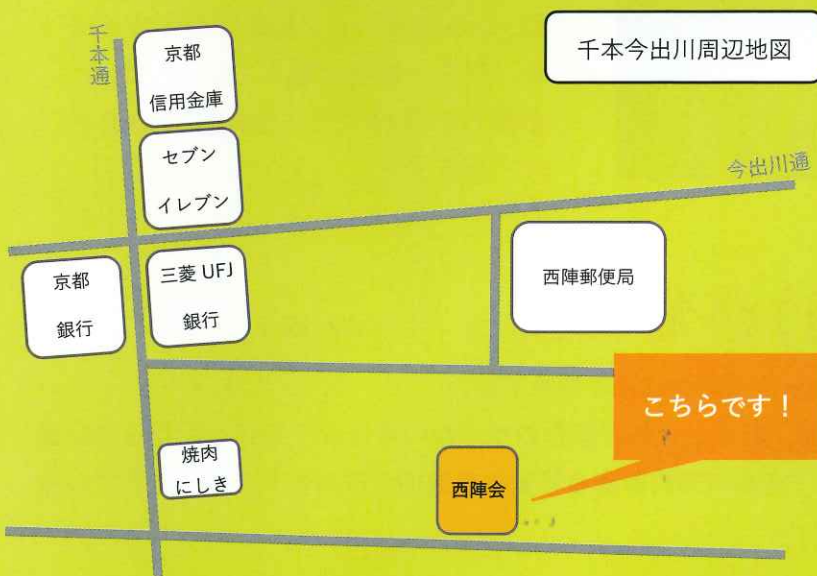 千本今出川周辺地図
千本通
京都
信用金庫
セブン
イレブン
今出川通
京都
銀行
三菱 UFJ
銀行
西陣郵便局
こちらです！
焼肉
にしき
西陣会